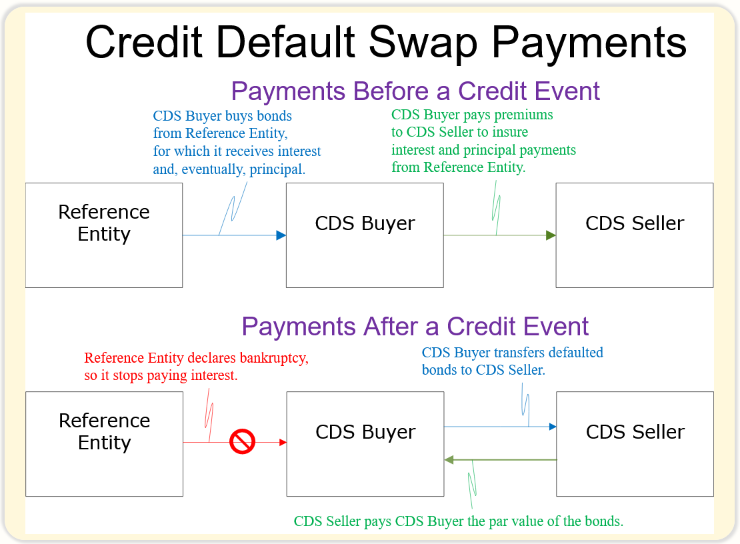 Credit Default Swap Payments
Payments Before a Credit Event
CDS Buyer buys bonds
from Reference Entity,
for which it receives interest
and, eventually, principal.
CDS Buyer pays premiums
to CDS Seller to insure
interest and principal payments
from Reference Entity.
Reference
Entity
CDS Buyer
CDS Seller
Payments After a Credit Event
Reference Entity declares bankruptcy,
so it stops paying interest.
CDS Buyer transfers defaulted
bonds to CDS Seller.
Reference
Entity
CDS Buyer
CDS Seller
CDS Seller pays CDS Buyer the par value of the bonds.